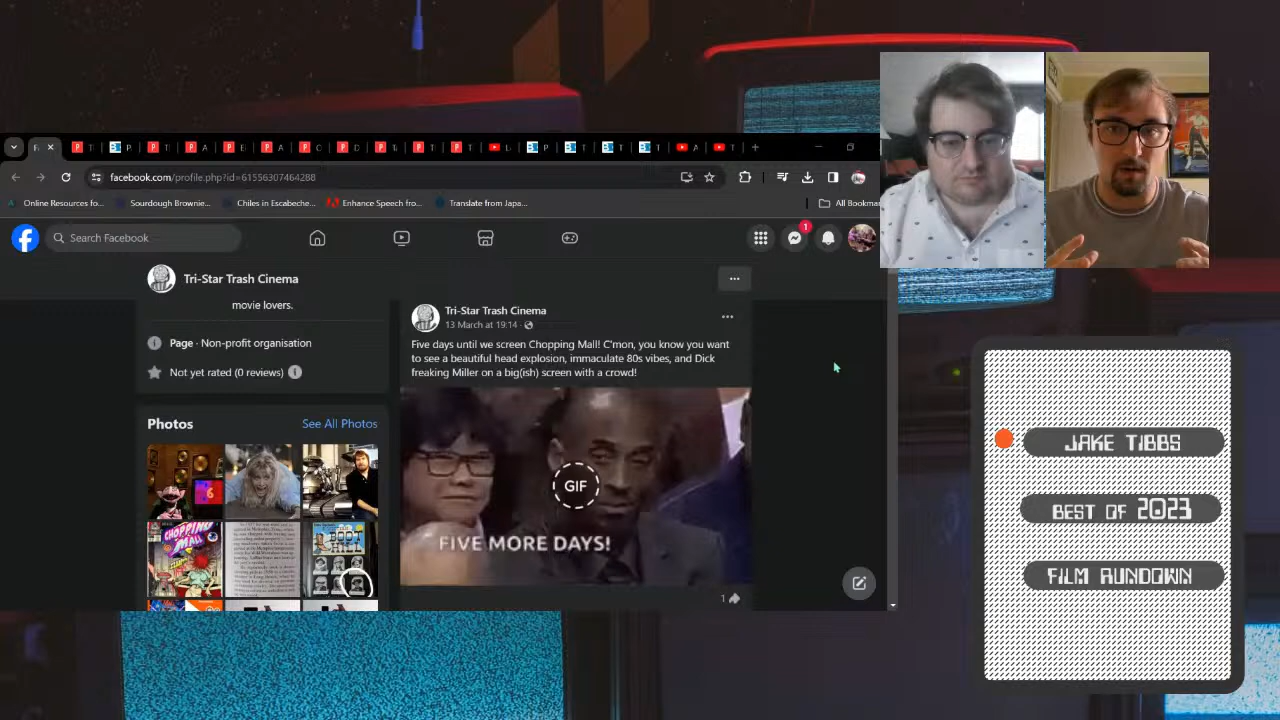 facebook.com/profile.php?id=61556307464288
Online Resources fo...
Sourdough Brownie...
Chiles in Escabeche...
Enhance Speech fro...
Translate from Japa...
All Bookmar
Search Facebook
1
Tri-Star Trash Cinema
movie lovers.
Page · Non-profit organisation
Not yet rated (0 reviews)
Photos
See All Photos
CHOPPING MALL
Tri-Star Trash Cinema
13 March at 19:14
Five days until we screen Chopping Mall! C'mon, you know you want
to see a beautiful head explosion, immaculate 80s vibes, and Dick
freaking Miller on a big(ish) screen with a crowd!
GIF
FIVE MORE DAYS!
1
JAKE TIBBS
BEST OF 2023
FILM RUNDOWN